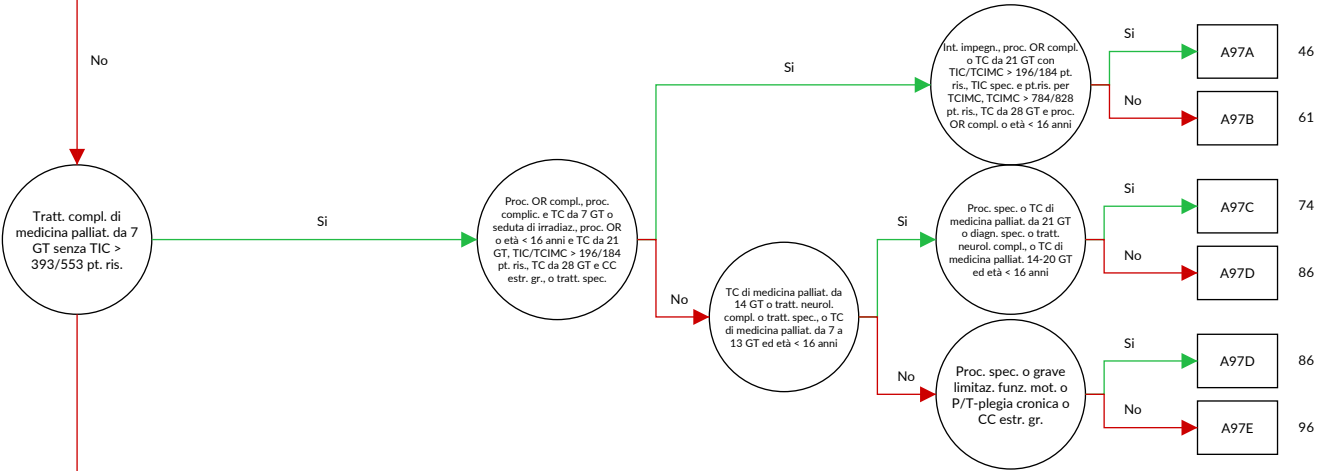 No
Tratt. compl. di
medicina palliat. da 7
GT senza TIC >
393/553 pt. ris.
Si
Proc. OR compl., proc.
complic. e TC da 7 GT o
seduta di irradiaz., proc. OR
o età < 16 anni e TC da 21
GT, TIC/TCIMC > 196/184
pt. ris., TC da 28 GT e CC
estr. gr., o tratt. spec.
Si
No
Int. impegn., proc. OR compl.
o TC da 21 GT con
TIC/TCIMC > 196/184 pt.
ris., TIC spec. e pt.ris. per
TCIMC, TCIMC > 784/828
pt. ris., TC da 28 GT e proc.
OR compl. o età < 16 anni
Si
A97A
46
No
A97B
61
TC di medicina palliat. da
14 GT o tratt. neurol.
compl. o tratt. spec., o TC
di medicina palliat. da 7 a
13 GT ed età < 16 anni
Si
No
Proc. spec. o TC di
medicina palliat. da 21 GT
o diagn. spec. o tratt.
neurol. compl., o TC di
medicina palliat. 14-20 GT
ed età < 16 anni
Si
A97C
74
No
A97D
86
Proc. spec. o grave
limitaz. funz. mot. o
P/T-plegia cronica o
CC estr. gr.
Si
A97D
86
No
A97E
96